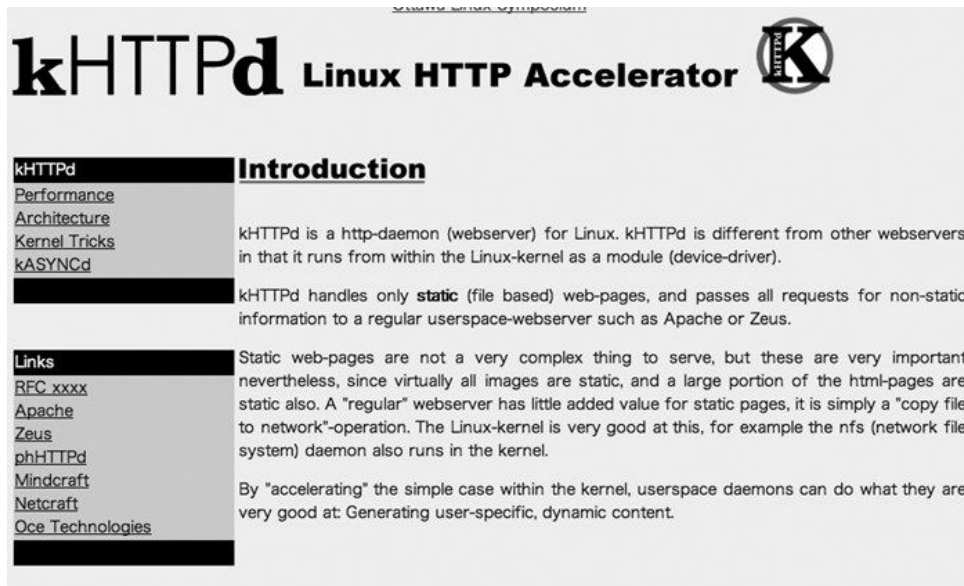 Ottawa Linux Symposium
kHTTPd Linux HTTP Accelerator K
kHTTPd
kHTTPd
Performance
Architecture
Kernel Tricks
kASYNCd
Links
RFC xxxx
Apache
Zeus
phHTTPd
Mindcraft
Netcraft
Oce Technologies
Introduction
kHTTPd is a http-daemon (webserver) for Linux. kHTTPd is different from other webservers
in that it runs from within the Linux-kernel as a module (device-driver).
kHTTPd handles only static (file based) web-pages, and passes all requests for non-static
information to a regular userspace-webserver such as Apache or Zeus.
Static web-pages are not a very complex thing to serve, but these are very important
nevertheless, since virtually all images are static, and a large portion of the html-pages are
static also. A "regular" webserver has little added value for static pages, it is simply a "copy file
to network"-operation. The Linux-kernel is very good at this, for example the nfs (network file
system) daemon also runs in the kernel.
By "accelerating" the simple case within the kernel, userspace daemons can do what they are
very good at: Generating user-specific, dynamic content.